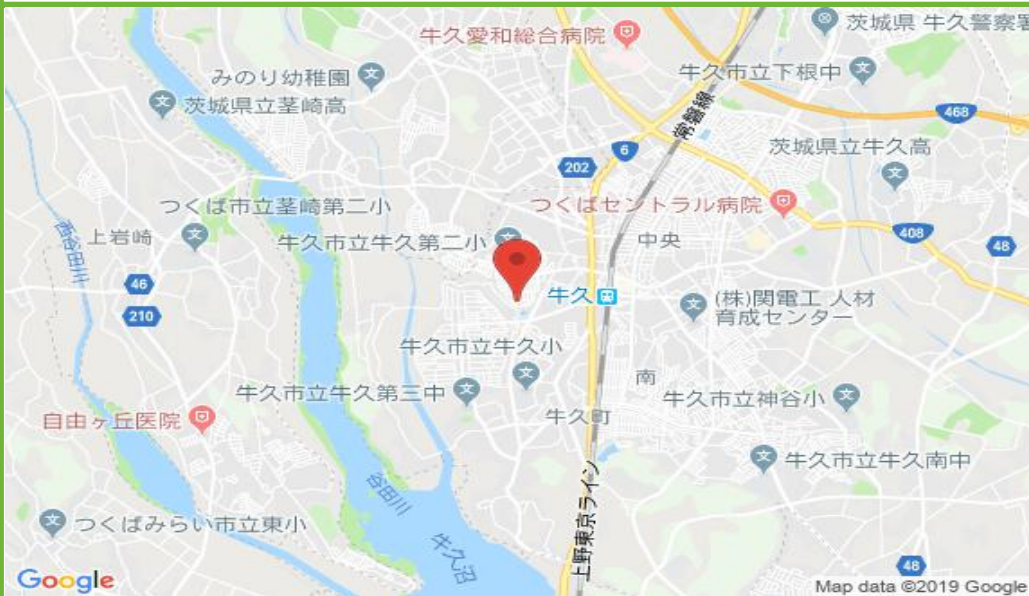 茨城県 牛久警察署
牛久愛和総合病院
みのり幼稚園
牛久市立下根中
茨城県立茎崎高
468
常磐線
6
茨城県立牛久高
202
つくばセントラル病院
つくば市立茎崎第二小
上岩崎
牛久市立牛久第二小
中央
408
48
西谷田川
46
210
牛久
(株)関電工 人材
育成センター
牛久市立牛久小
南
牛久市立牛久第三中
牛久市立神谷小
自由ヶ丘医院
牛久町
牛久市立牛久南中
谷田川
上野東京ライン
つくばみらい市立東小
牛久沼
48
Google
Map data ©2019 Google